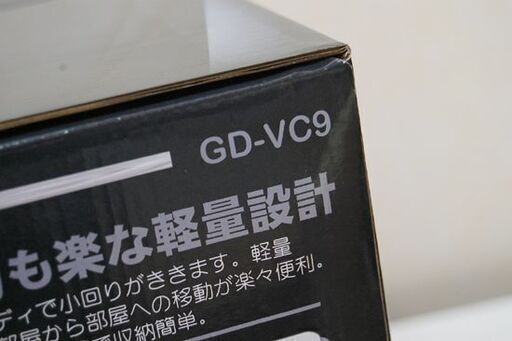 GD-VC9
も楽な軽量設計
ディで小回りがききます。軽量
部屋から部屋への移動が楽々便利。
で収納簡単。